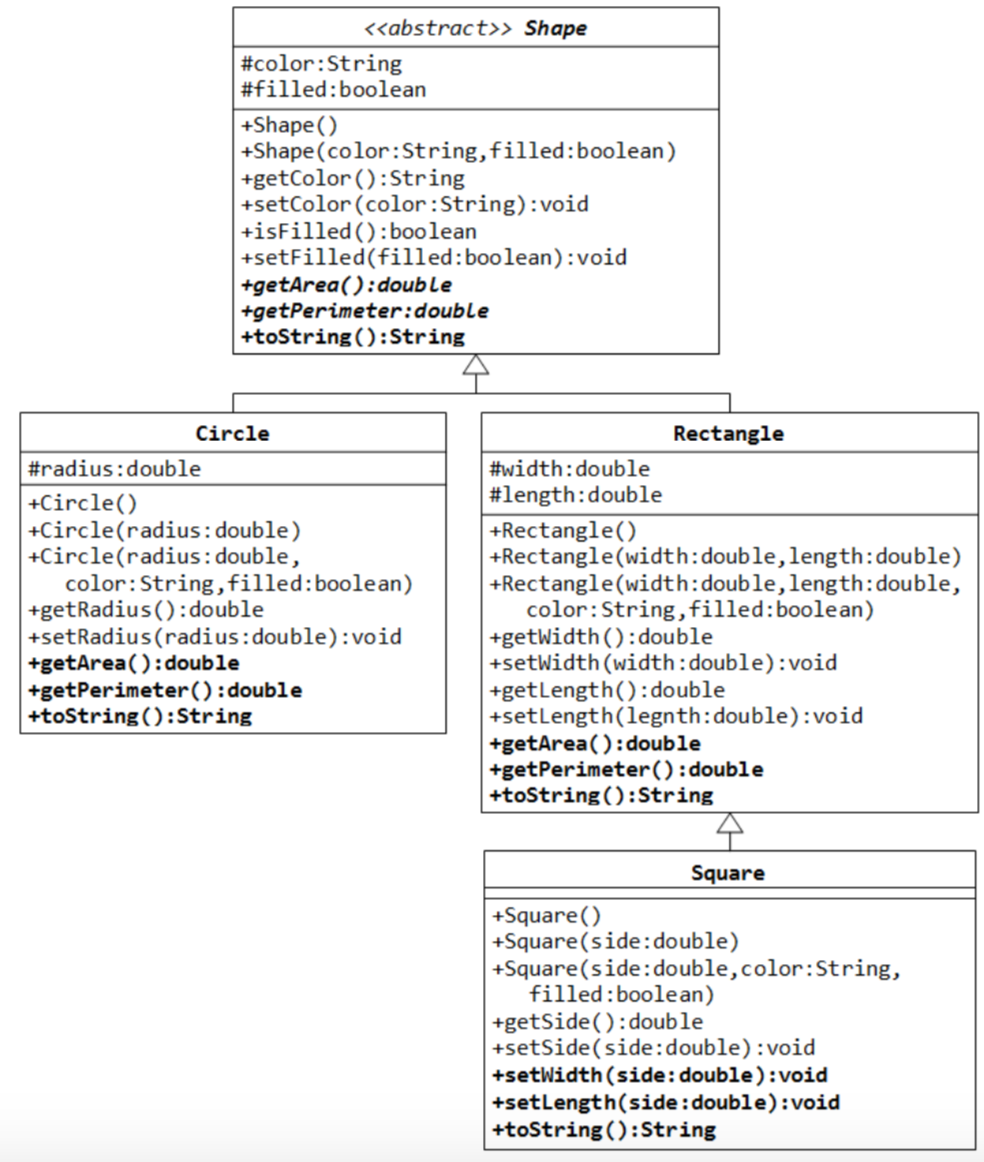 <<abstract>> Shape
#color:String
#filled:boolean
+Shape()
+Shape(color:String,filled:boolean)
+getColor():String
+setColor(color:String):void
+isFilled():boolean
+setFilled(filled:boolean):void
+getArea():double
+getPerimeter:double
+toString():String
Circle
#radius:double
+Circle()
+Circle(radius:double)
+Circle(radius:double,
color:String,filled:boolean)
+getRadius():double
+setRadius(radius:double):void
+getArea():double
+getPerimeter():double
+toString():String
Rectangle
#width:double
#length:double
+Rectangle()
+Rectangle(width:double,length:double)
+Rectangle(width:double,length:double,
color:String,filled:boolean)
+getWidth():double
+setWidth(width:double):void
+getLength():double
+setLength(legnth:double):void
+getArea():double
+getPerimeter():double
+toString():String
Square
+Square()
+Square(side:double)
+Square(side:double,color:String,
filled:boolean)
+getSide():double
+setSide(side:double):void
+setWidth(side:double):void
+setLength(side:double):void
+toString():String